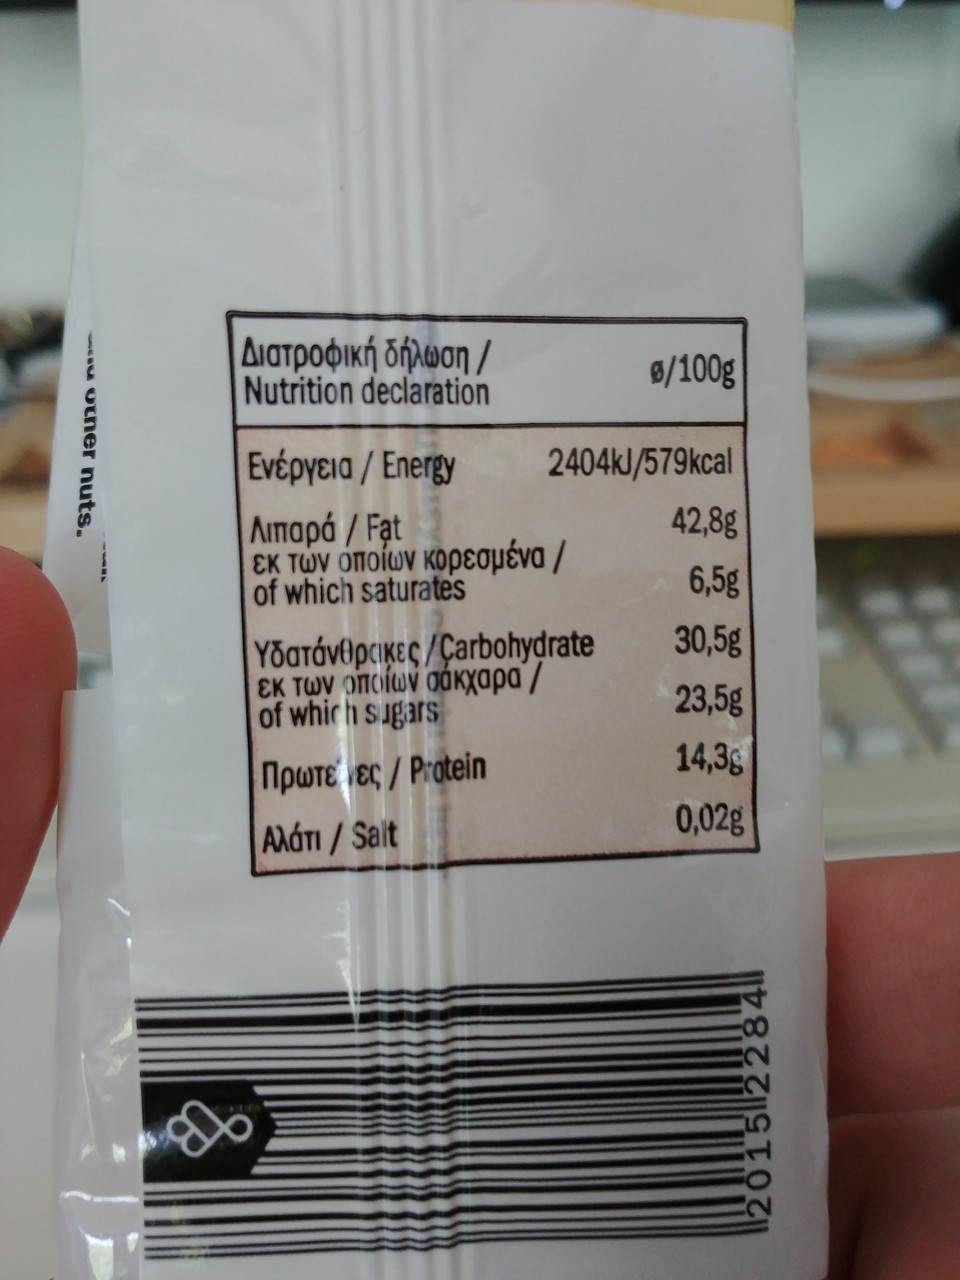 and other nuts.
Διατροφική δήλωση /
Nutrition declaration
ø/100g
Ενέργεια / Energy 2404kJ/579kcal
Λιπαρά / Fat 42,8g
εκ των οποίων κορεσμένα /
of which saturates 6,5g
Υδατάνθρακες / Carbohydrate 30,5g
εκ των οποίων σάκχαρα /
of which sugars 23,5g
Πρωτεΐνες / Protein 14,3g
Αλάτι / Salt 0,02g
20152284